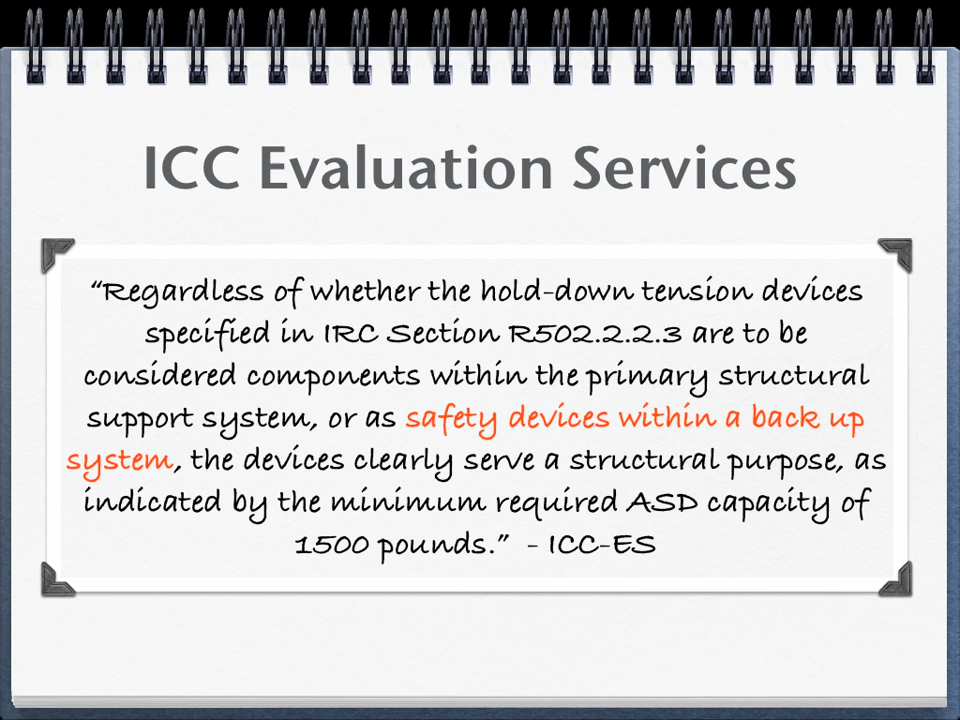 ICC Evaluation Services
“Regardless of whether the hold-down tension devices
specified in IRC Section R502.2.2.3 are to be
considered components within the primary structural
support system, or as safety devices within a back up
system, the devices clearly serve a structural purpose, as
indicated by the minimum required ASD capacity of
1500 pounds.” - ICC-ES